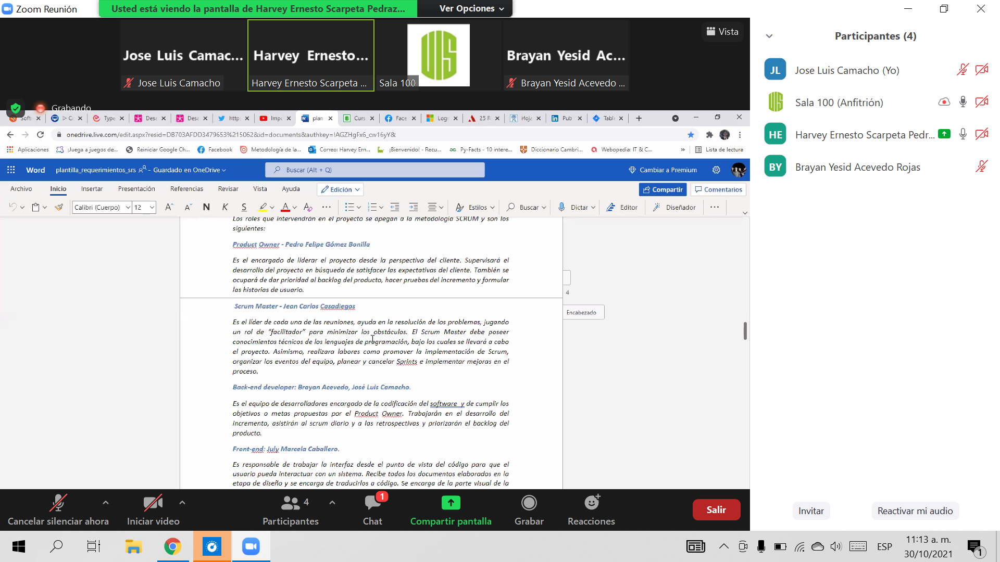 Zoom Reunión
Usted está viendo la pantalla de Harvey Ernesto Scarpeta Pedraz...
Ver Opciones
Jose Luis Camac...
Harvey Ernesto...
UIS
Brayan Yesid Ac...
Vista
Jose Luis Camacho
Harvey Ernesto Scarpeta ...
Sala 100
Brayan Yesid Acevedo ...
Grabando
Participantes (4)
JL Jose Luis Camacho (Yo)
Sala 100 (Anfitrión)
HE Harvey Ernesto Scarpeta Pedr...
BY Brayan Yesid Acevedo Rojas
Softw
Type
Desa
Desa
http:
Impo
plan
Curs
Face
Logr
25 R
Hoja
Pub
Table
onedrive.live.com/edit.aspx?resid=DB703AFDD3479653%215062&id=documents&authkey=!AGZHgFx6_cw16yY&
Aplicaciones
¡Juega a juegos de...
Reiniciar Google Ch...
Facebook
Metodología de la...
Correo: Harvey Ern...
¡Bienvenido! - Recu...
Py-Facts - 10 intere...
Diccionario Cambri...
Webopedia: IT & C...
»
Lista de lectura
Word
plantilla_requerimientos_srs - Guardado en OneDrive
Buscar (Alt + Q)
Cambiar a Premium
Archivo
Inicio
Insertar
Presentación
Referencias
Revisar
Vista
Ayuda
Edición
Compartir
Comentarios
Calibri (Cuerpo)
12
N
K
S
Estilos
Buscar
Dictar
Editor
Diseñador
Los roles que intervendrán en el proyecto se apegan a la metodología SCRUM y son los
siguientes:
Product Owner - Pedro Felipe Gómez Bonilla
Es el encargado de liderar el proyecto desde la perspectiva del cliente. Supervisará el
desarrollo del proyecto en búsqueda de satisfacer las expectativas del cliente. También se
ocupará de dar prioridad al backlog del producto, hacer pruebas del incremento y formular
las historias de usuario.
4
Encabezado
Scrum Master - Jean Carlos Casadiegos
Es el líder de cada una de las reuniones, ayuda en la resolución de los problemas, jugando
un rol de “facilitador” para minimizar los obstáculos. El Scrum Master debe poseer
conocimientos técnicos de los lenguajes de programación, bajo los cuales se llevará a cabo
el proyecto. Asimismo, realizara labores como promover la implementación de Scrum,
organizar los eventos del equipo, planear y cancelar Sprints e implementar mejoras en el
proceso.
Back-end developer: Brayan Acevedo, José Luis Camacho.
Es el equipo de desarrolladores encargado de la codificación del software y de cumplir los
objetivos o metas propuestas por el Product Owner. Trabajarán en el desarrollo del
incremento, asistirán al scrum diario y a las retrospectivas y priorizarán el backlog del
producto.
Front-end: July Marcela Caballero.
Es responsable de trabajar la interfaz desde el punto de vista del código para que el
usuario pueda interactuar con un sistema. Recibe todos los documentos elaborados en la
etapa de diseño y se encarga de traducirlos a código. Se encarga de la parte visual de la
Cancelar silenciar ahora
Iniciar video
4
Participantes
1
Chat
Compartir pantalla
Grabar
Reacciones
Salir
Invitar
Reactivar mi audio
ESP
11:13 a. m.
30/10/2021
1